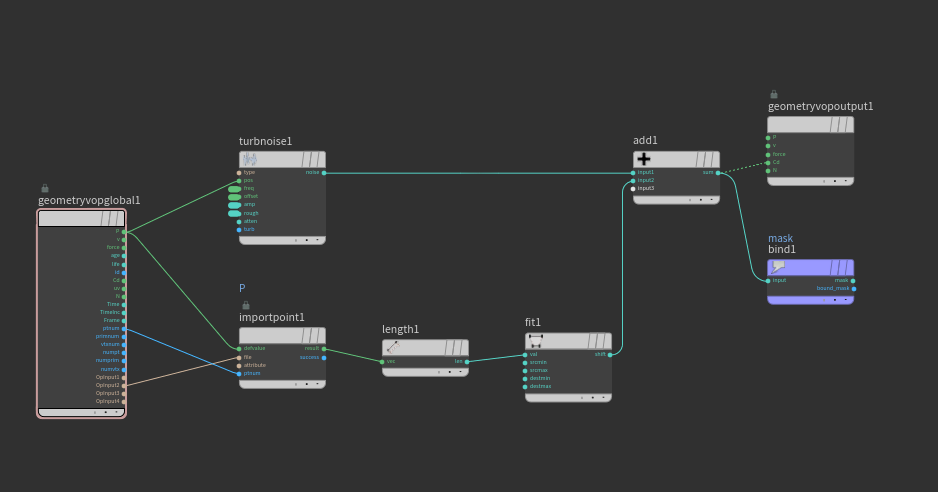 geometryvopglobal1
P
v
force
age
life
id
Cd
uv
N
Time
TimeInc
Frame
ptnum
primnum
vtxnum
numpt
numprim
numvtx
OpInput1
OpInput2
OpInput3
OpInput4
turbnoise1
type
noise
pos
freq
offset
amp
rough
atten
turb
P
importpoint1
defvalue
result
file
success
attribute
ptnum
length1
vec
len
fit1
val
shift
srcmin
srcmax
destmin
destmax
add1
input1
sum
input2
input3
geometryvopoutput1
P
v
force
Cd
N
mask
bind1
input
mask
bound_mask